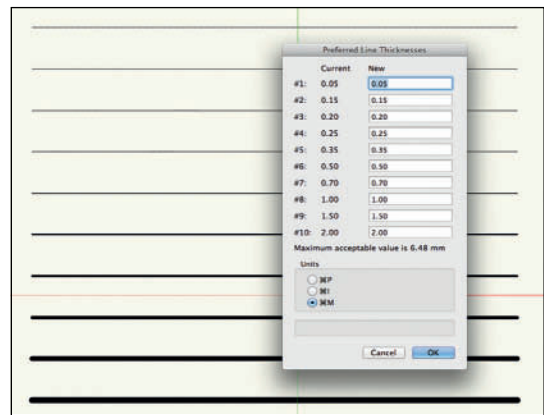 Preferred Line Thicknesses
Current New
#1: 0.05 0.05
#2: 0.15 0.15
#3: 0.20 0.20
#4: 0.25 0.25
#5: 0.35 0.35
#6: 0.50 0.50
#7: 0.70 0.70
#8: 1.00 1.00
#9: 1.50 1.50
#10: 2.00 2.00
Maximum acceptable value is 6.48 mm
Units
⌘P
⌘I
⌘M
Cancel OK